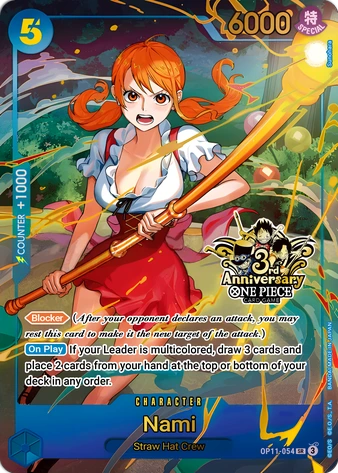 5
6000
特
SPECIAL
COUNTER +1000
3rd
Anniversary
ONE PIECE
CARD GAME
Blocker (After your opponent declares an attack, you may
rest this card to make it the new target of the attack.)
On Play If your Leader is multicolored, draw 3 cards and
place 2 cards from your hand at the top or bottom of your
deck in any order.
CHARACTER
Nami
Straw Hat Crew
OP11-054 SR 3